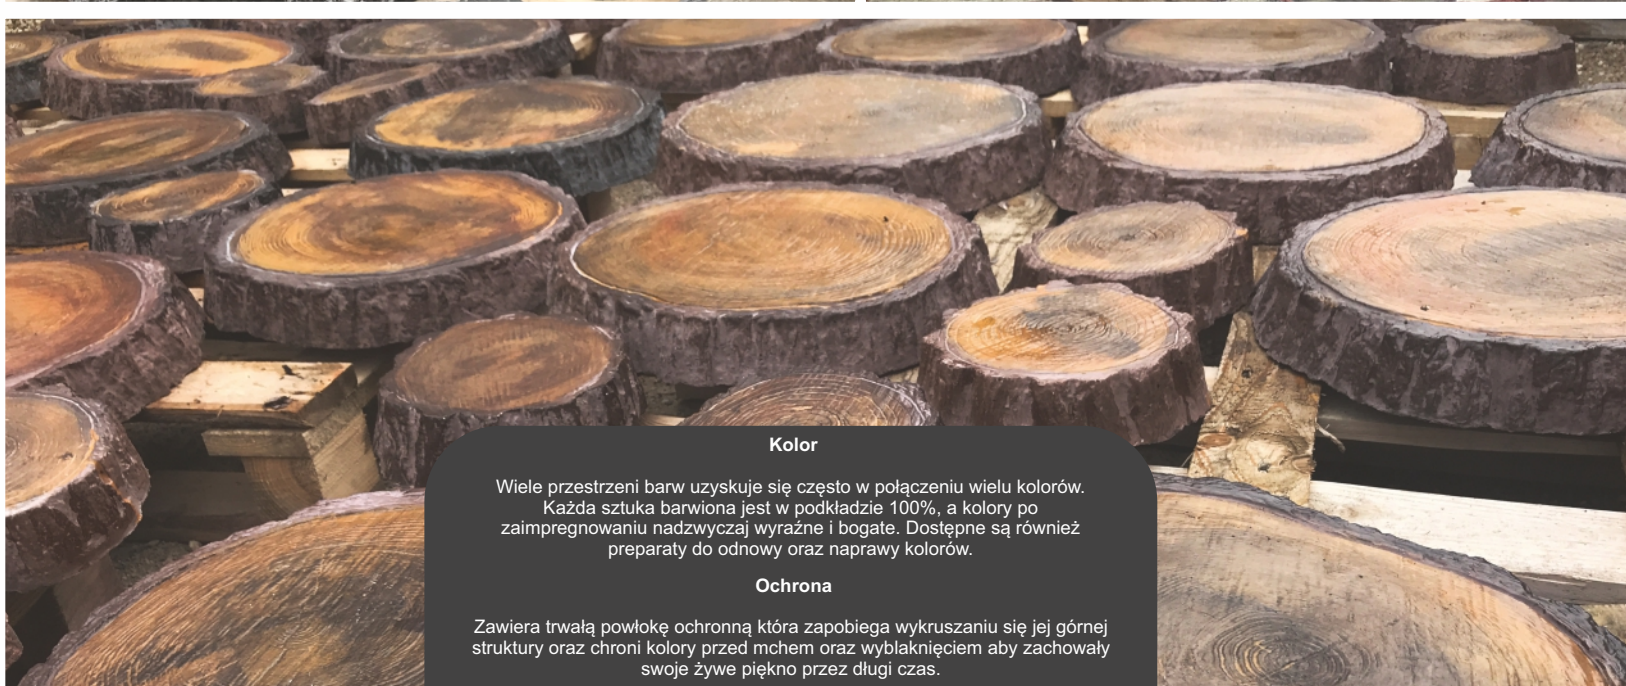 Kolor
Wiele przestrzeni barw uzyskuje się często w połączeniu wielu kolorów.
Każda sztuka barwiona jest w podkładzie 100%, a kolory po
zaimpregnowaniu nadzwyczaj wyraźne i bogate. Dostępne są również
preparaty do odnowy oraz naprawy kolorów.
Ochrona
Zawiera trwałą powłokę ochronną która zapobiega wykruszaniu się jej górnej
struktury oraz chroni kolory przed mchem oraz wyblaknięciem aby zachowały
swoje żywe piękno przez długi czas.